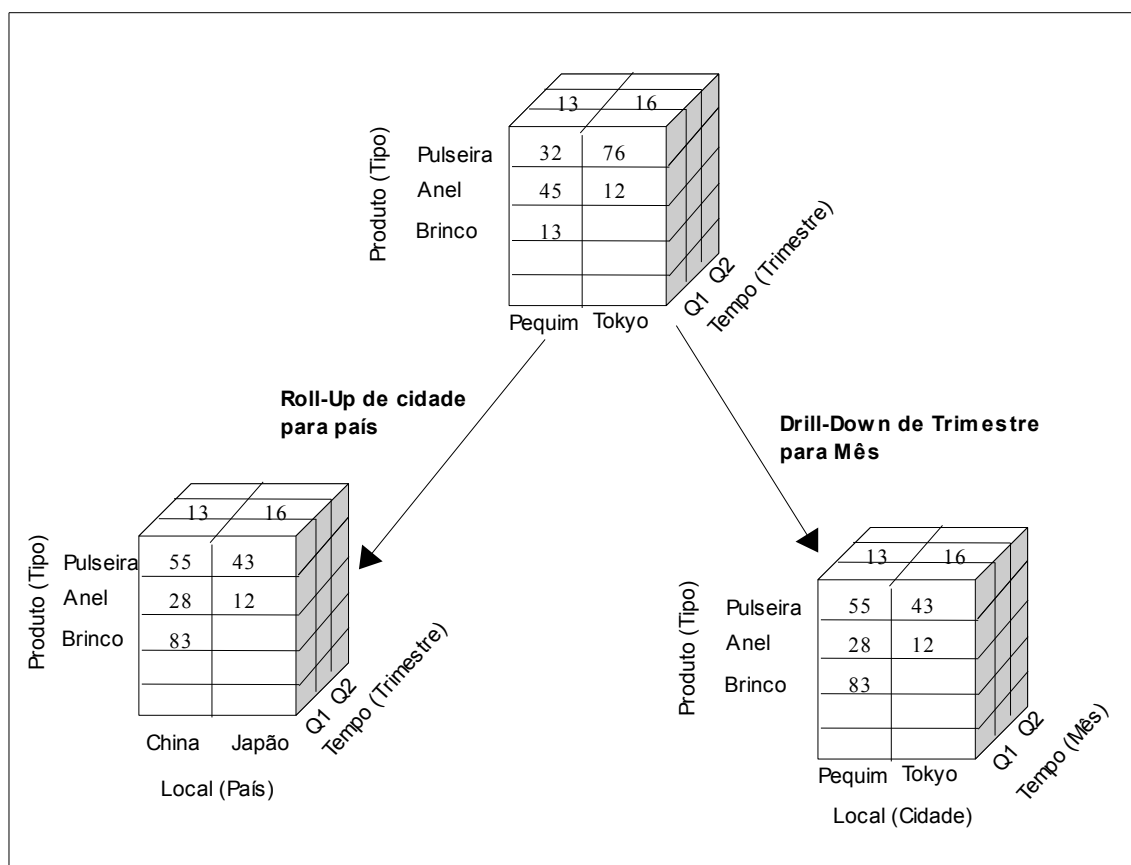 13 16
Produto (Tipo)
Pulseira 32 76
Anel 45 12
Brinco 13
Pequim Tokyo
Q1 Q2
Tempo (Trimestre)
Roll-Up de cidade
para país
Drill-Down de Trimestre
para Mês
13 16
Produto (Tipo)
Pulseira 55 43
Anel 28 12
Brinco 83
China Japão
Q1 Q2
Tempo (Trimestre)
Local (País)
13 16
Produto (Tipo)
Pulseira 55 43
Anel 28 12
Brinco 83
Pequim Tokyo
Q1 Q2
Tempo (Mês)
Local (Cidade)